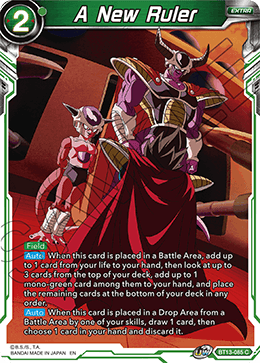 2
A New Ruler
EXTRA
Field
Auto When this card is placed in a Battle Area, add up
to 1 card from your life to your hand, then look at up to
3 cards from the top of your deck, add up to 1
mono-green card among them to your hand, and place
the remaining cards at the bottom of your deck in any
order.
Auto When this card is placed in a Drop Area from a
Battle Area by one of your skills, draw 1 card, then
choose 1 card in your hand and discard it.
©B.S./S., T.A.
BANDAI MADE IN JAPAN EN
BT13-085 C